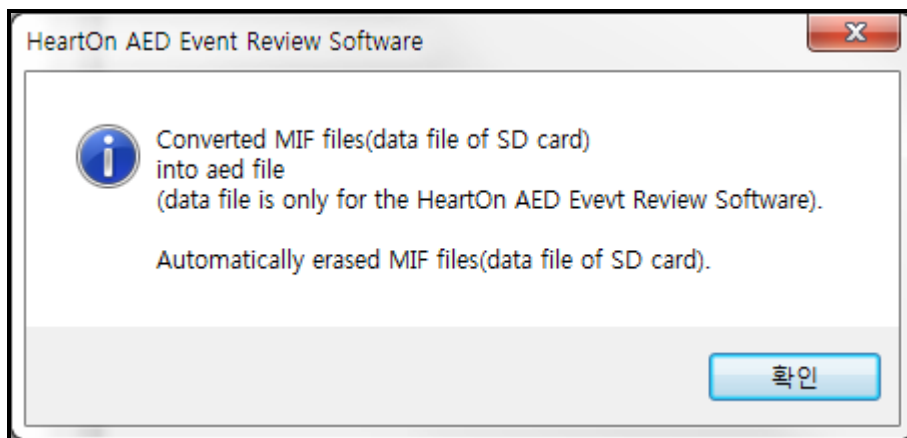 HeartOn AED Event Review Software
Converted MIF files(data file of SD card)
into aed file
(data file is only for the HeartOn AED Evevt Review Software).
Automatically erased MIF files(data file of SD card).
확인